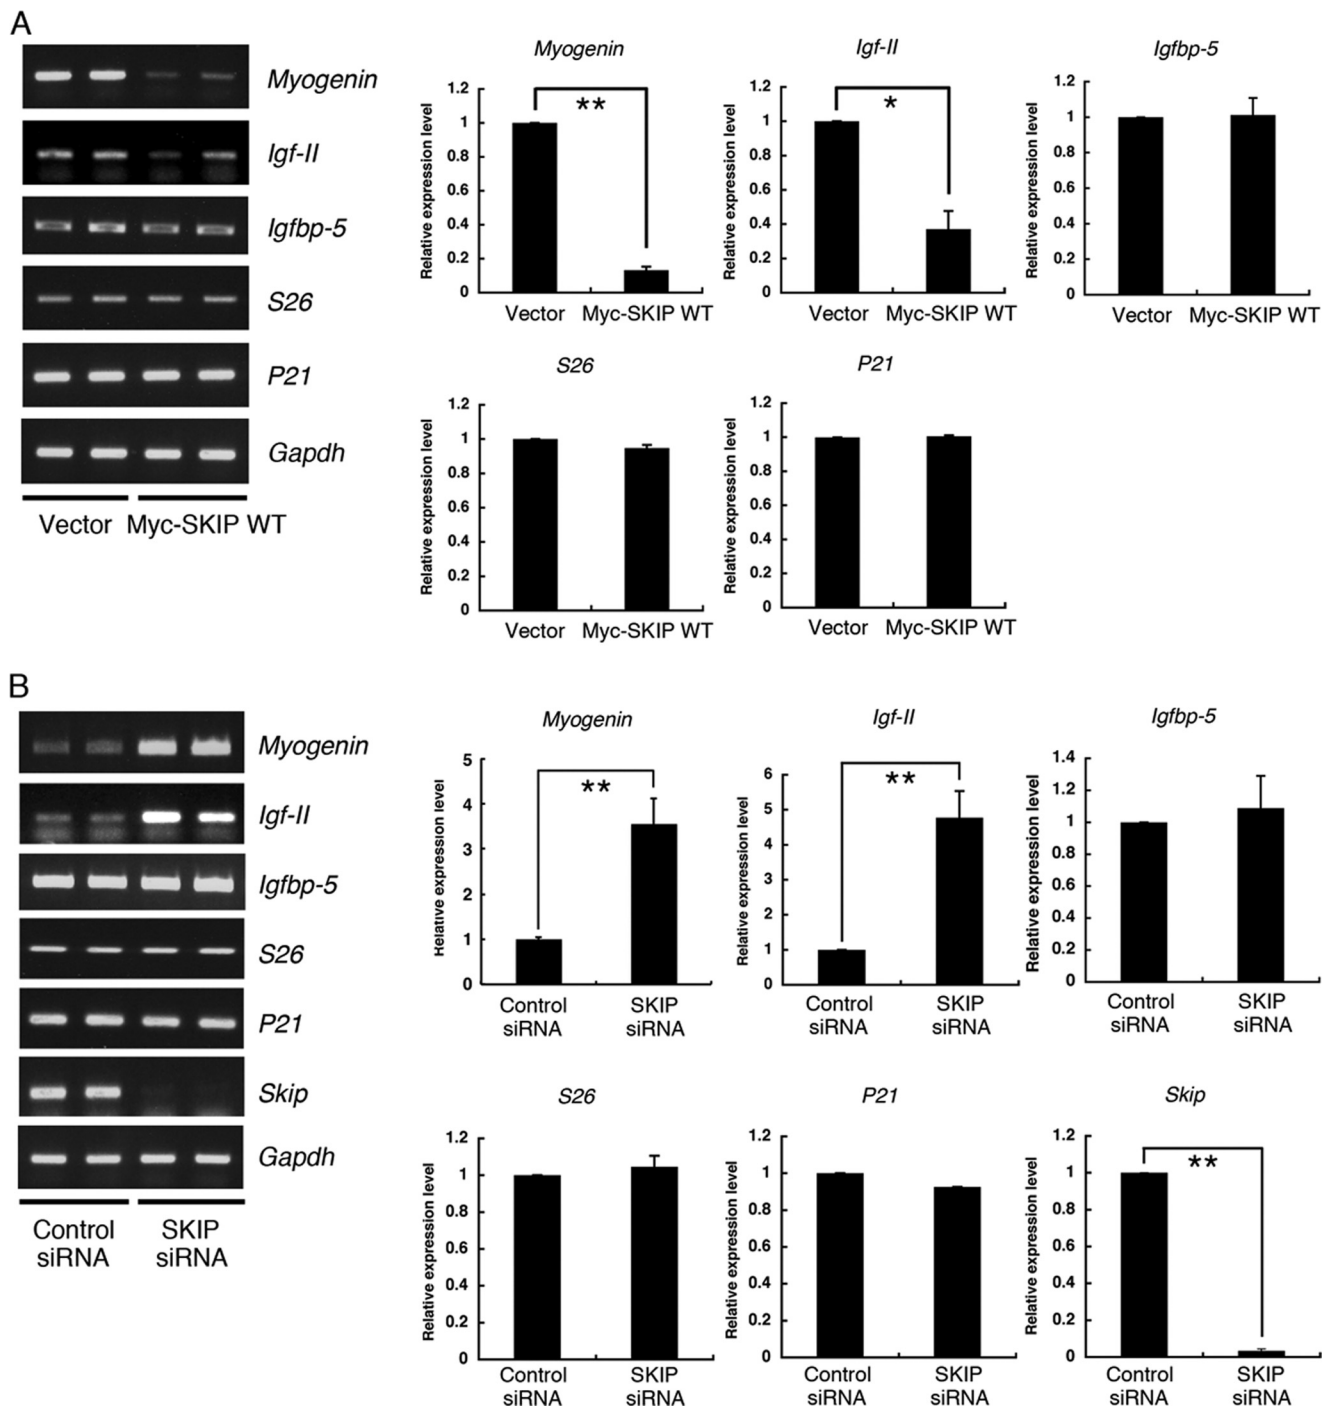 A
Myogenin
Igf-II
Igfbp-5
S26
P21
Gapdh
Vector Myc-SKIP WT
Myogenin
Relative expression level
1.2
1
0.8
0.6
0.4
0.2
0
**
Vector Myc-SKIP WT
Igf-II
Relative expression level
1.2
1
0.8
0.6
0.4
0.2
0
*
Vector Myc-SKIP WT
Igfbp-5
Relative expression level
1.2
1
0.8
0.6
0.4
0.2
0
Vector Myc-SKIP WT
S26
Relative expression level
1.2
1
0.8
0.6
0.4
0.2
0
Vector Myc-SKIP WT
P21
Relative expression level
1.2
1
0.8
0.6
0.4
0.2
0
Vector Myc-SKIP WT
B
Myogenin
Igf-II
Igfbp-5
S26
P21
Skip
Gapdh
Control SKIP
siRNA siRNA
Myogenin
Relative expression level
5
4
3
2
1
0
**
Control SKIP
siRNA siRNA
Igf-II
Relative expression level
6
5
4
3
2
1
0
**
Control SKIP
siRNA siRNA
Igfbp-5
Relative expression level
1.4
1.2
1
0.8
0.6
0.4
0.2
0
Control SKIP
siRNA siRNA
S26
Relative expression level
1.2
1
0.8
0.6
0.4
0.2
0
Control SKIP
siRNA siRNA
P21
Relative expression level
1.2
1
0.8
0.6
0.4
0.2
0
Control SKIP
siRNA siRNA
Skip
Relative expression level
1.2
1
0.8
0.6
0.4
0.2
0
**
Control SKIP
siRNA siRNA